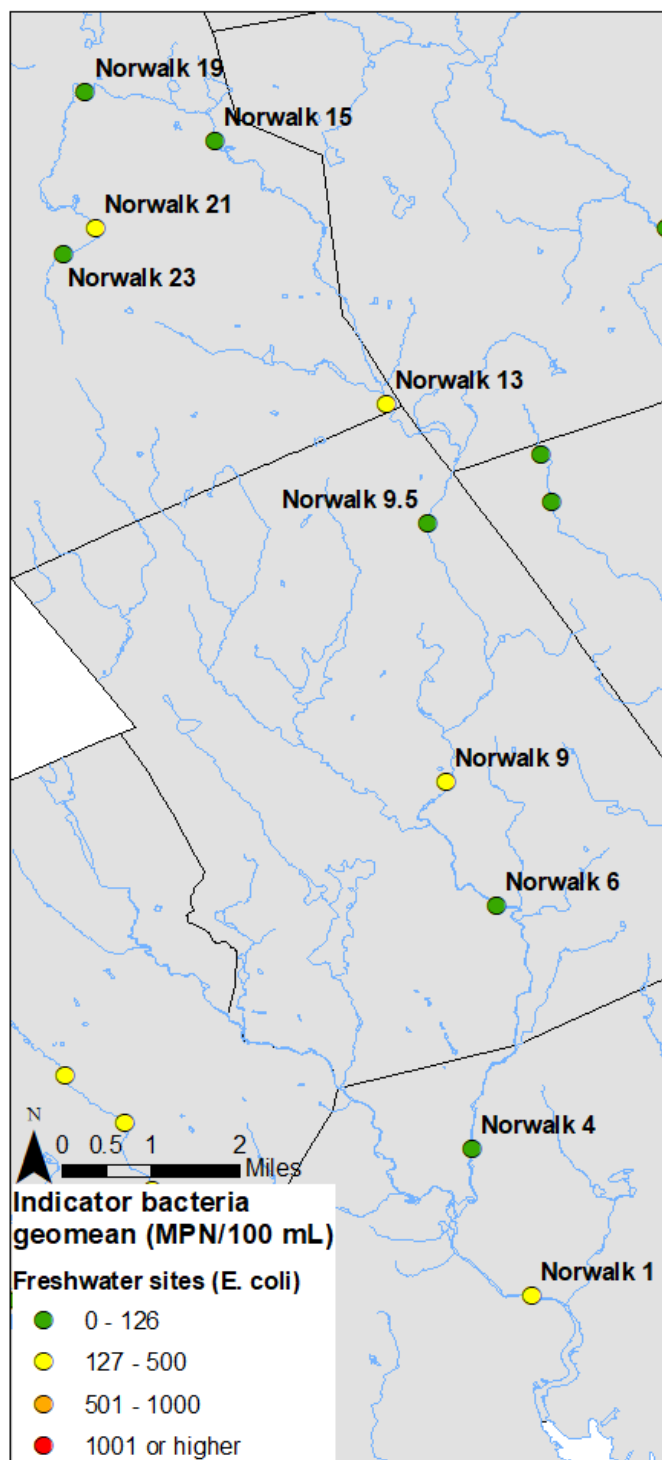 Norwalk 19
Norwalk 15
Norwalk 21
Norwalk 23
Norwalk 13
Norwalk 9.5
Norwalk 9
Norwalk 6
Norwalk 4
Norwalk 1
N
0 0.5 1 2
Miles
Indicator bacteria
geomean (MPN/100 mL)
Freshwater sites (E. coli)
0 - 126
127 - 500
501 - 1000
1001 or higher